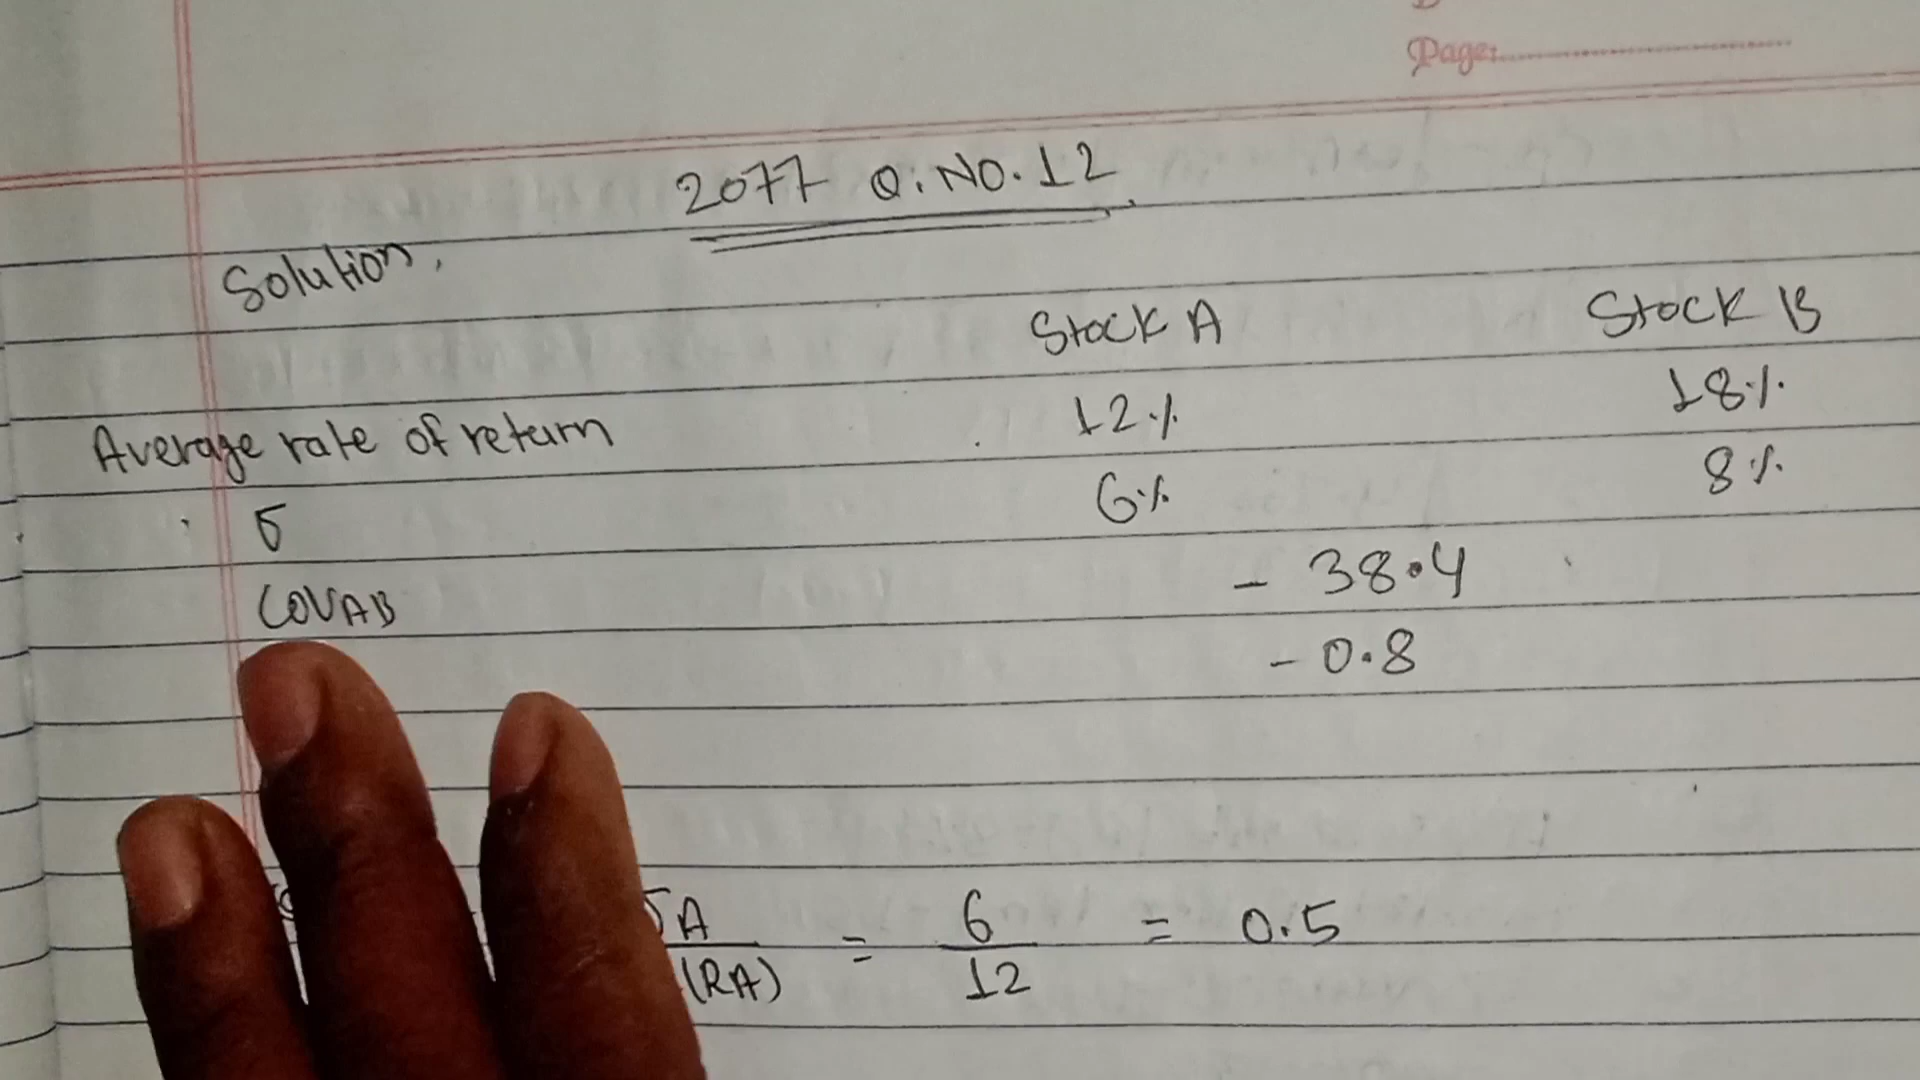 Page:
2077 Q. NO. 12
Solution,
Stock A Stock B
Average rate of return 12% 18%
σ 6% 8%
COVAB - 38.4
- 0.8
σA / (RA) = 6 / 12 = 0.5